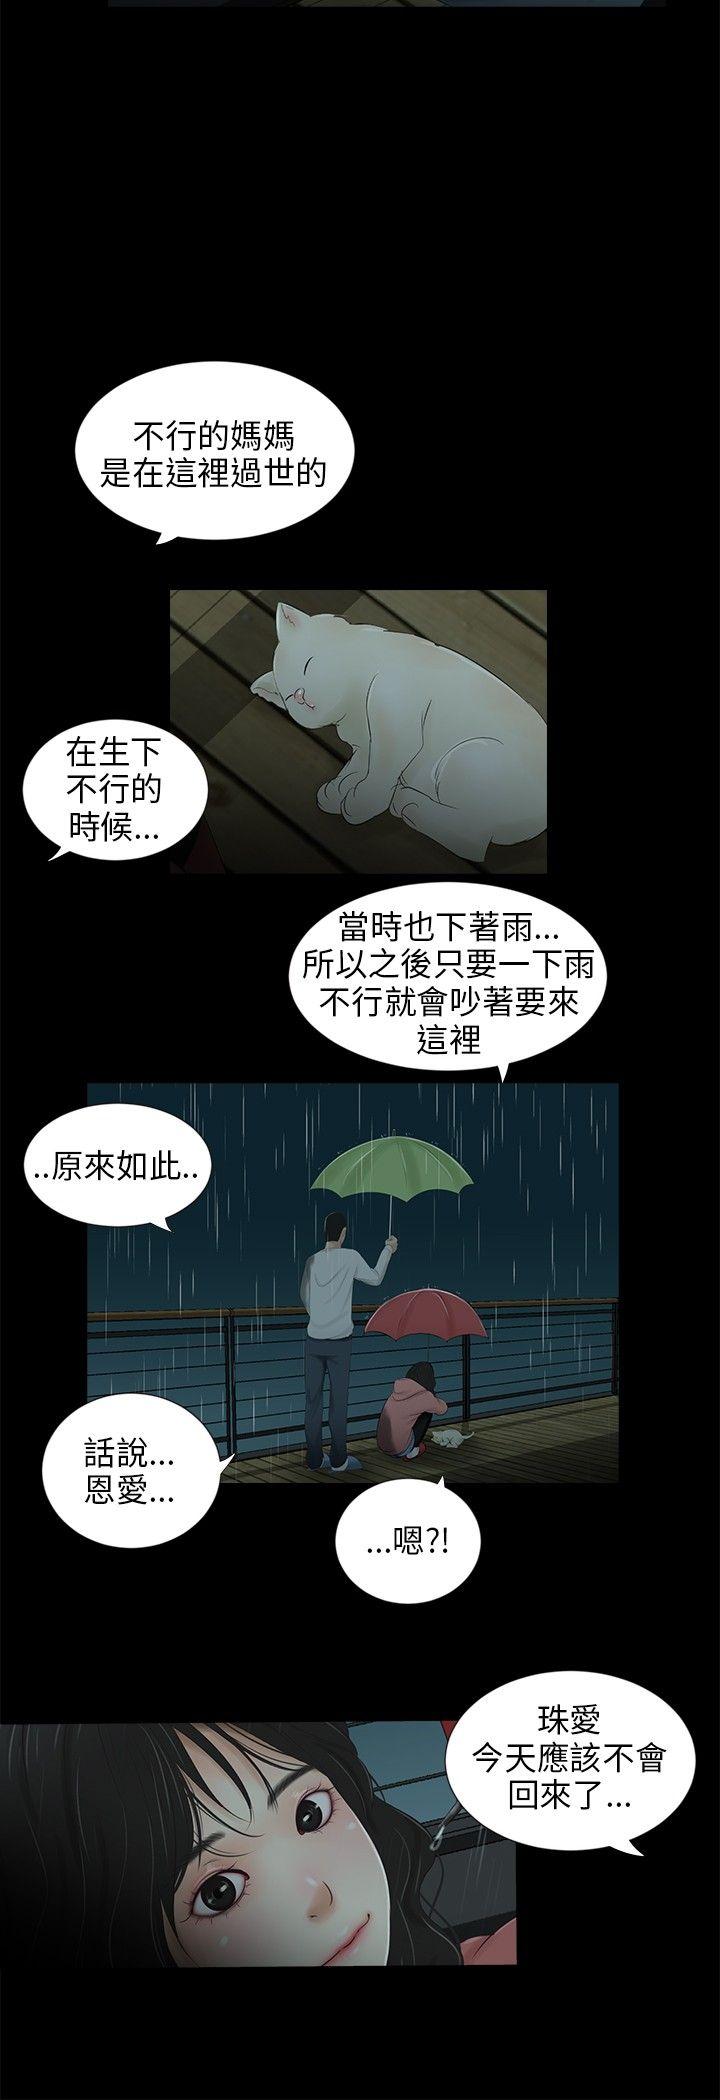 不行的媽媽
是在這裡過世的
在生下
不行的
時候...
當時也下著雨...
所以之後只要一下雨
不行就會吵著要來
這裡
..原來如此..
話說...
恩愛...
...嗯?!
珠愛
今天應該不會
回來了...